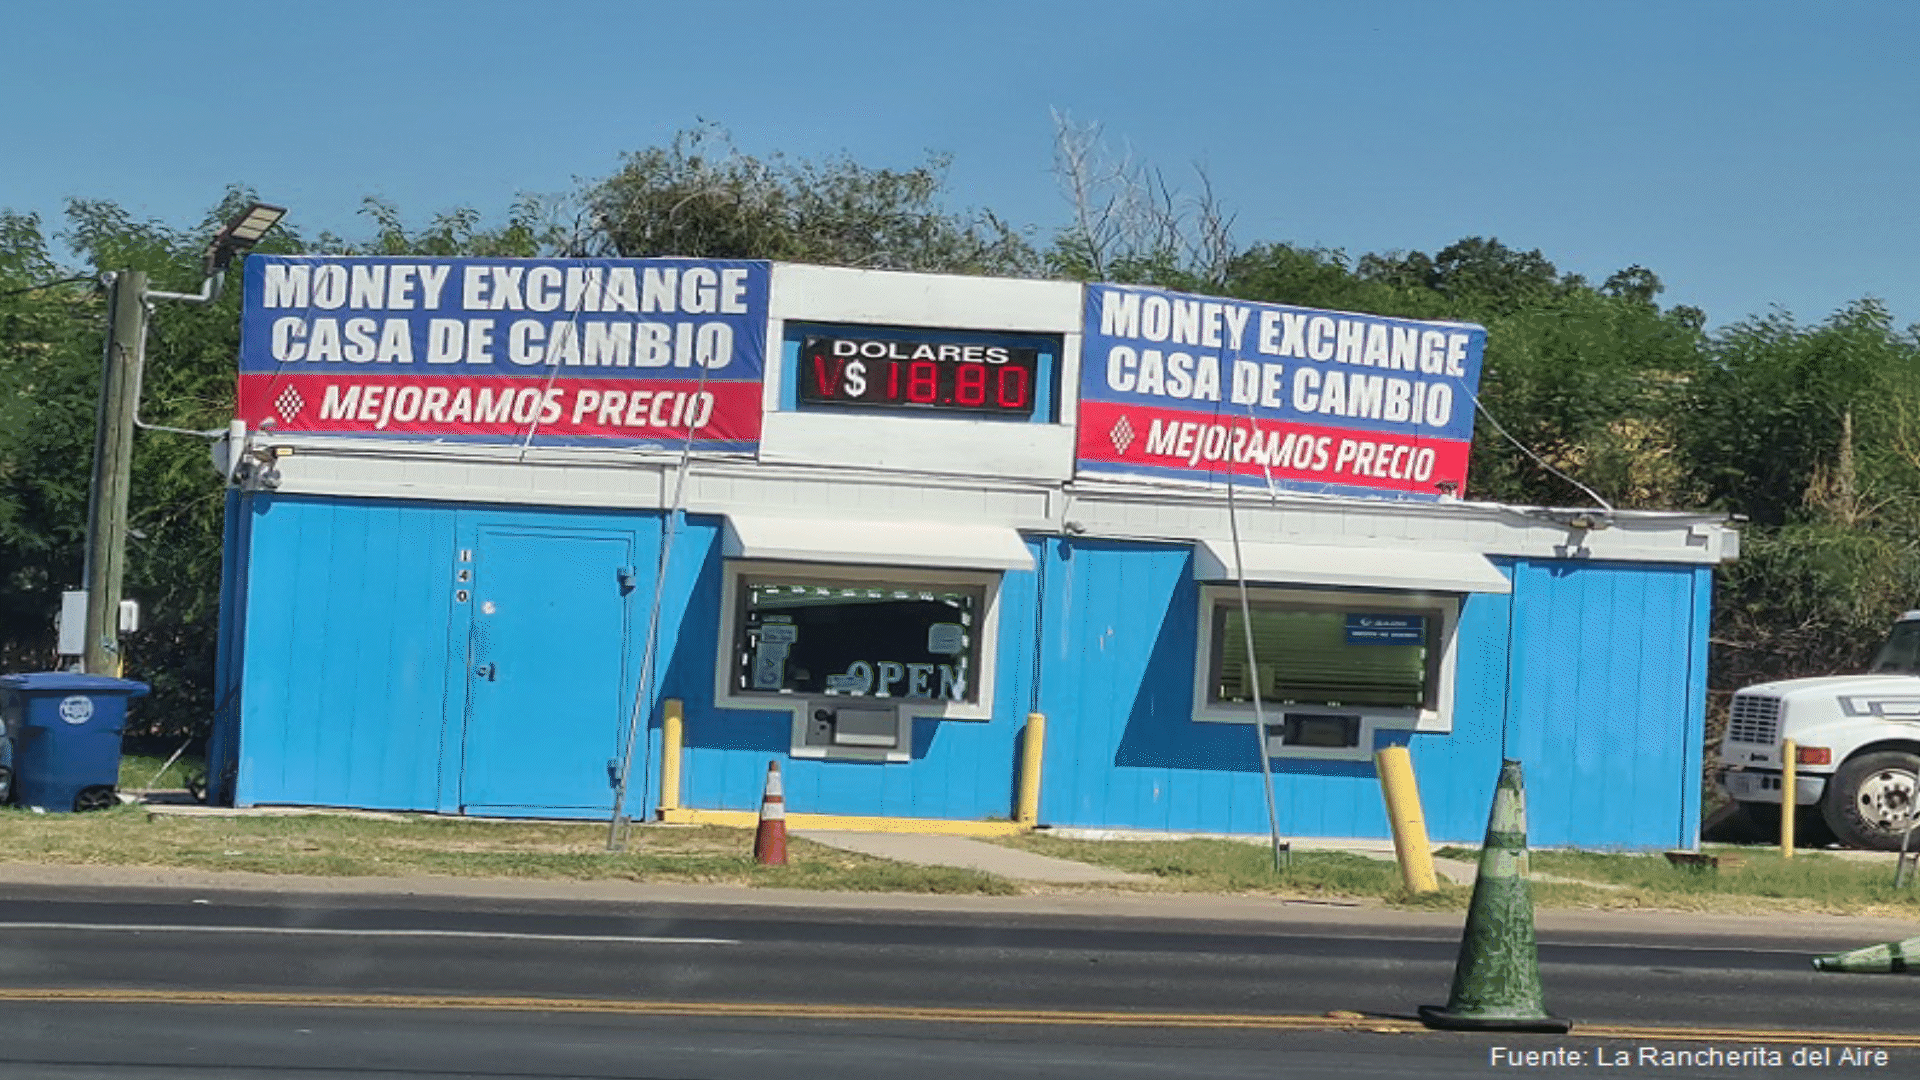 MONEY EXCHANGE
CASA DE CAMBIO
MEJORAMOS PRECIO
DOLARES
V$ 18.80
MONEY EXCHANGE
CASA DE CAMBIO
MEJORAMOS PRECIO
140
OPEN
Fuente: La Rancherita del Aire